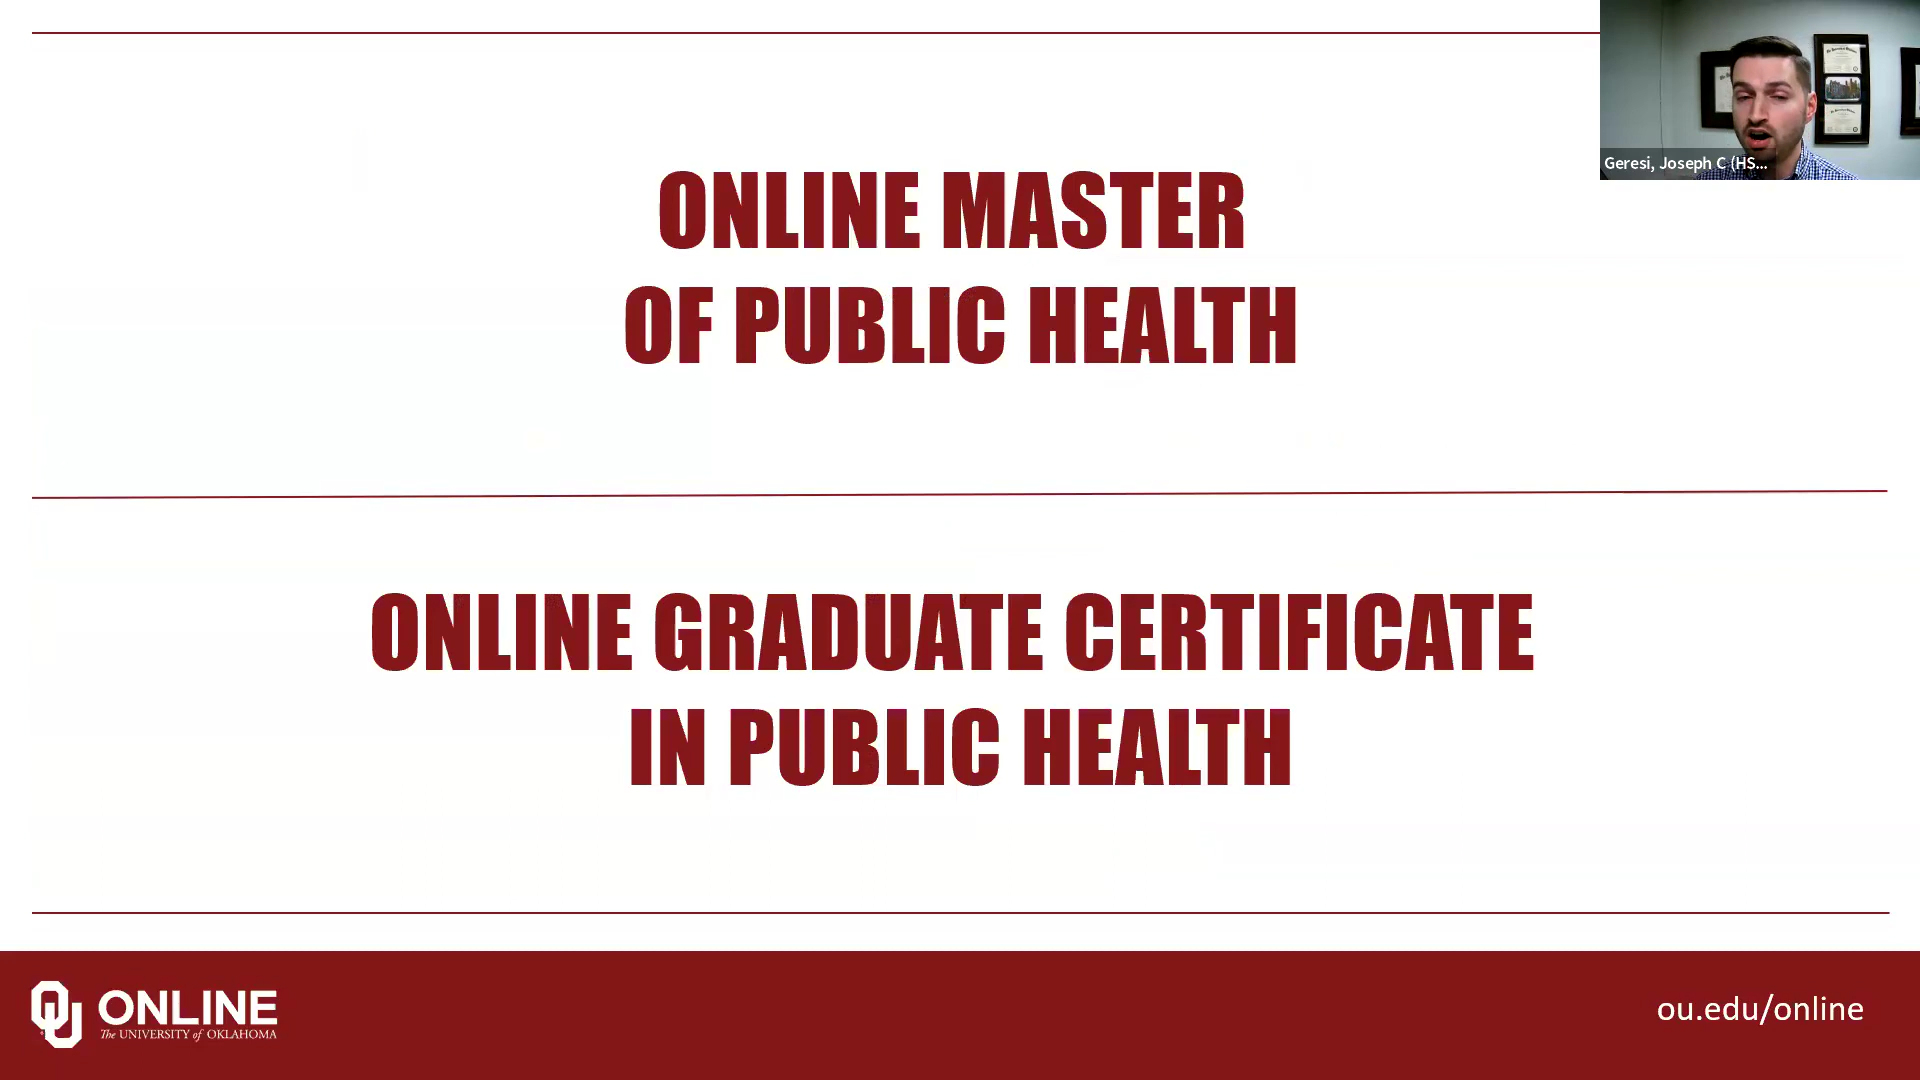 Geresi, Joseph C (HS...
ONLINE MASTER
OF PUBLIC HEALTH
ONLINE GRADUATE CERTIFICATE
IN PUBLIC HEALTH
OU ONLINE
The UNIVERSITY of OKLAHOMA
ou.edu/online